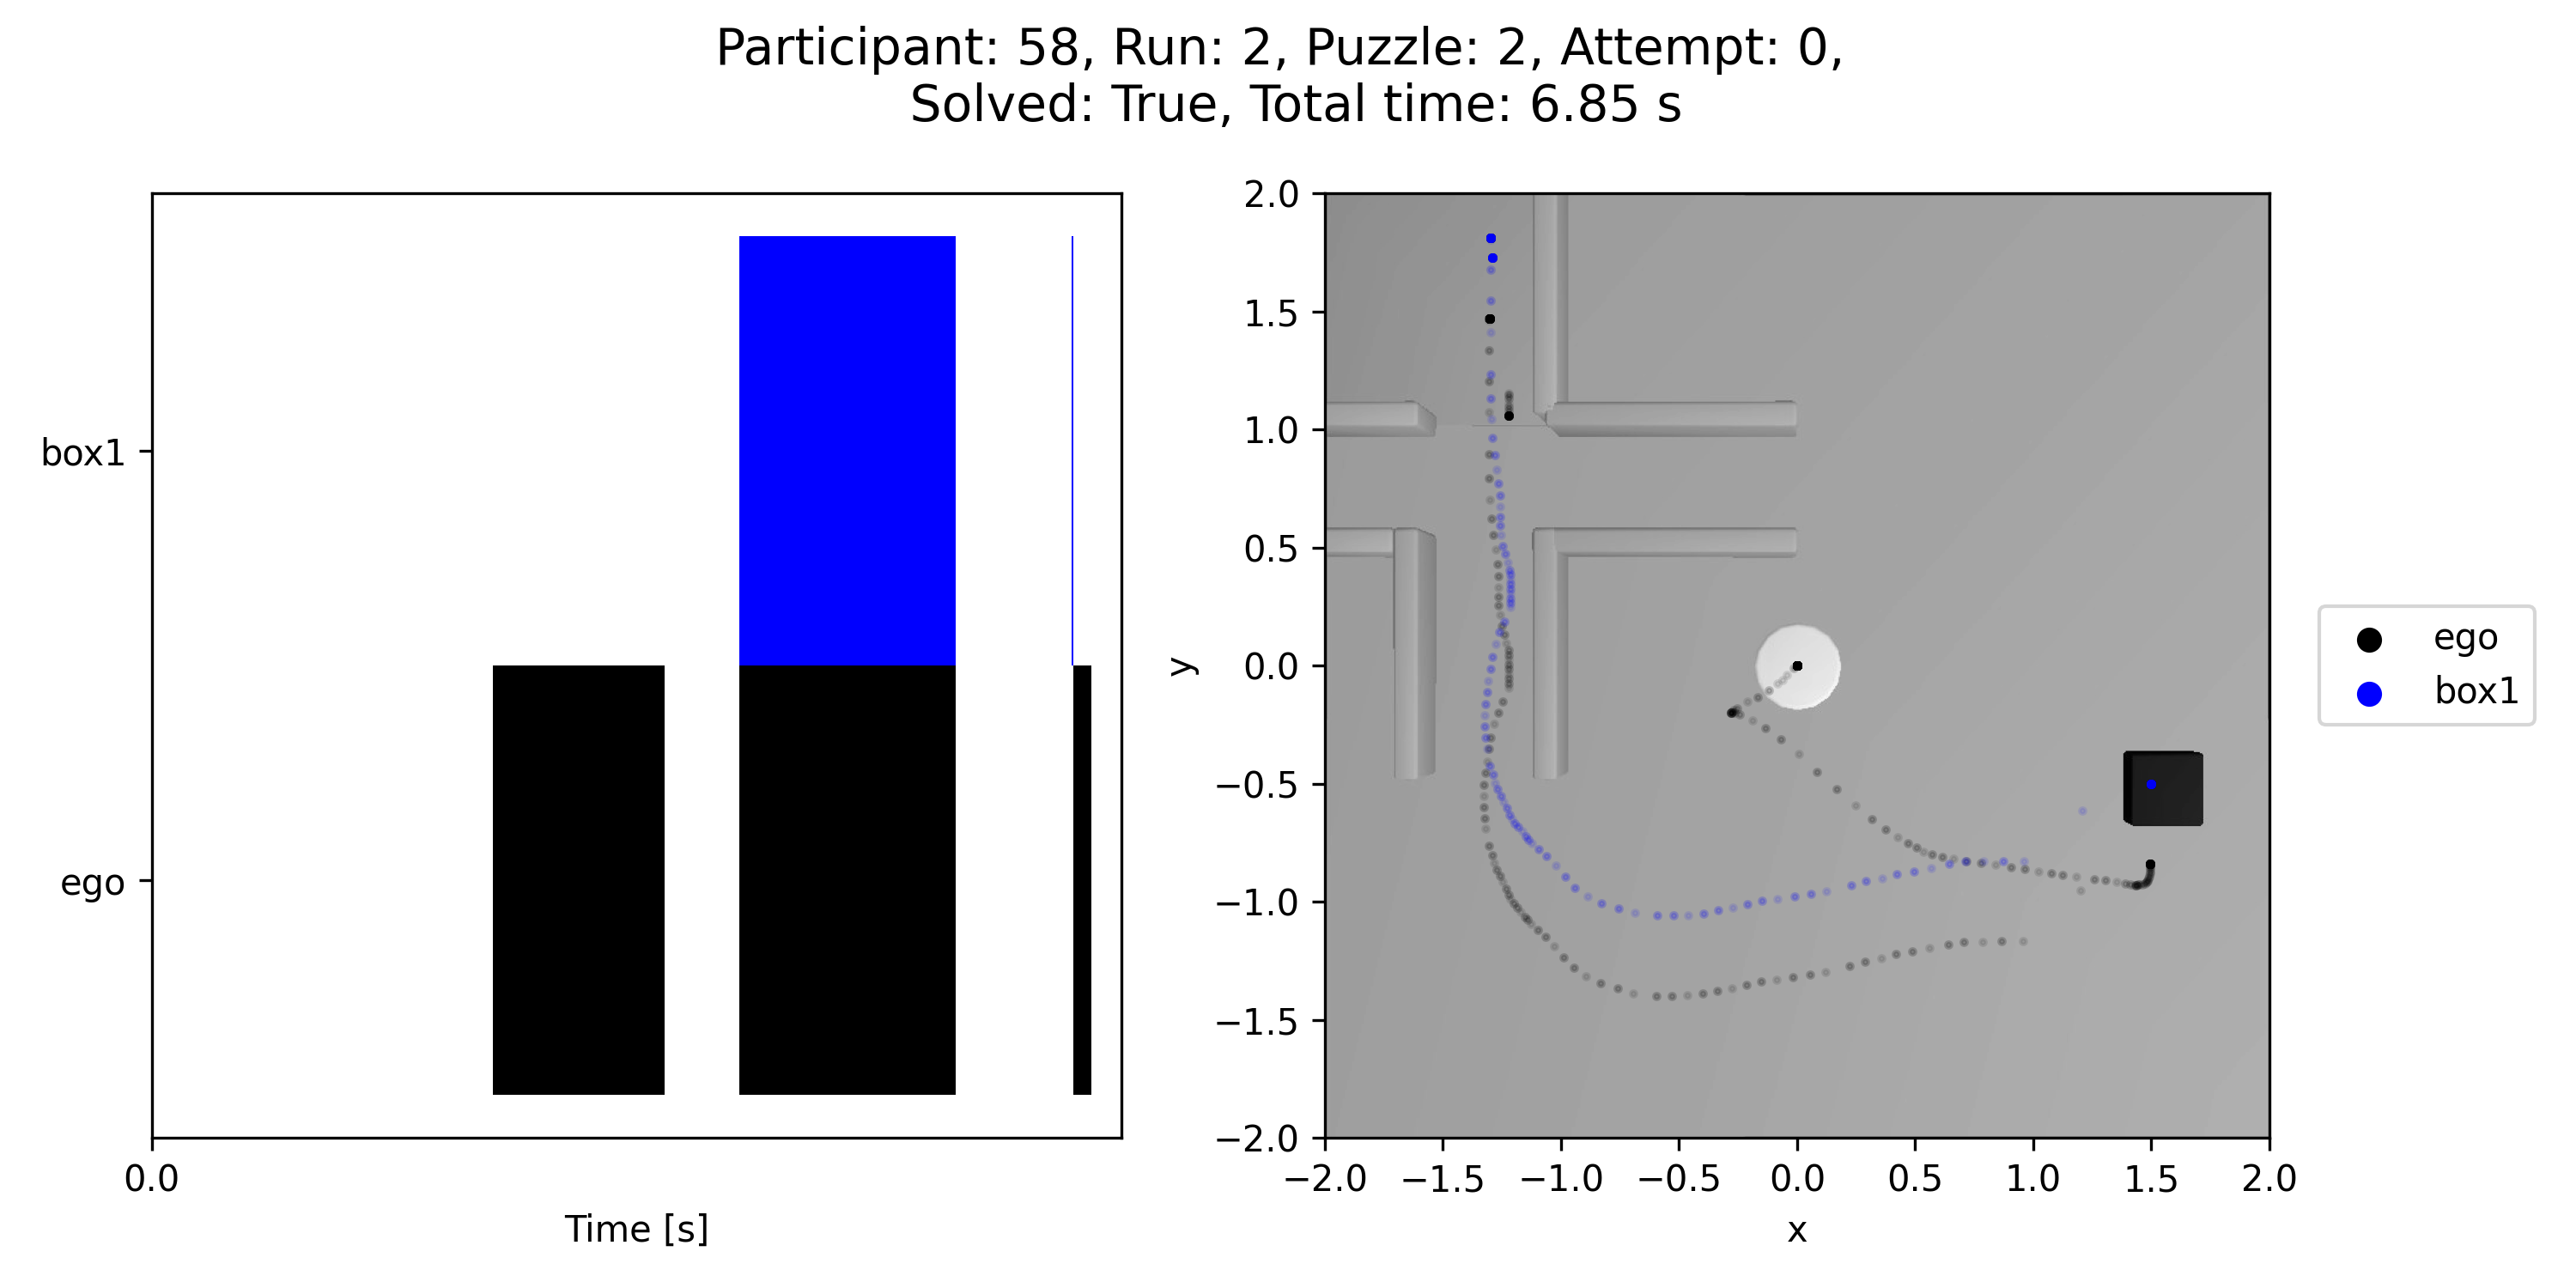 Participant: 58, Run: 2, Puzzle: 2, Attempt: 0,
Solved: True, Total time: 6.85 s
box1
ego
0.0
Time [s]
2.0
1.5
1.0
0.5
0.0
−0.5
−1.0
−1.5
−2.0
y
−2.0 −1.5 −1.0 −0.5 0.0 0.5 1.0 1.5 2.0
x
ego
box1